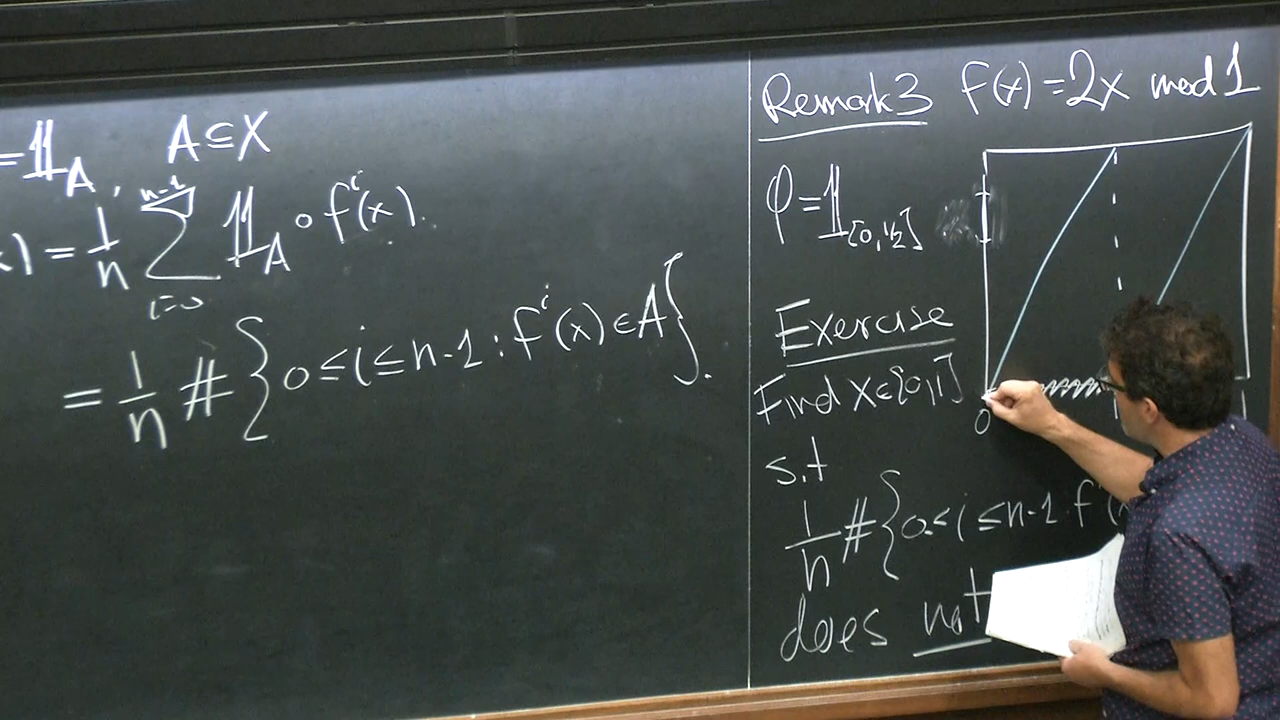 =𝟙_A, A⊆X
) = 1/n ∑_{i=0}^{n-1} 𝟙_A∘f^i(x).
= 1/n #{0≤i≤n-1 : f^i(x)∈A}.
Remark 3 f(x)=2x mod 1
φ=𝟙_[0,1/2]
Exercise
Find x∈[0,1]
s.t
1/n #{0≤i≤n-1 : f^i(x
does not
0